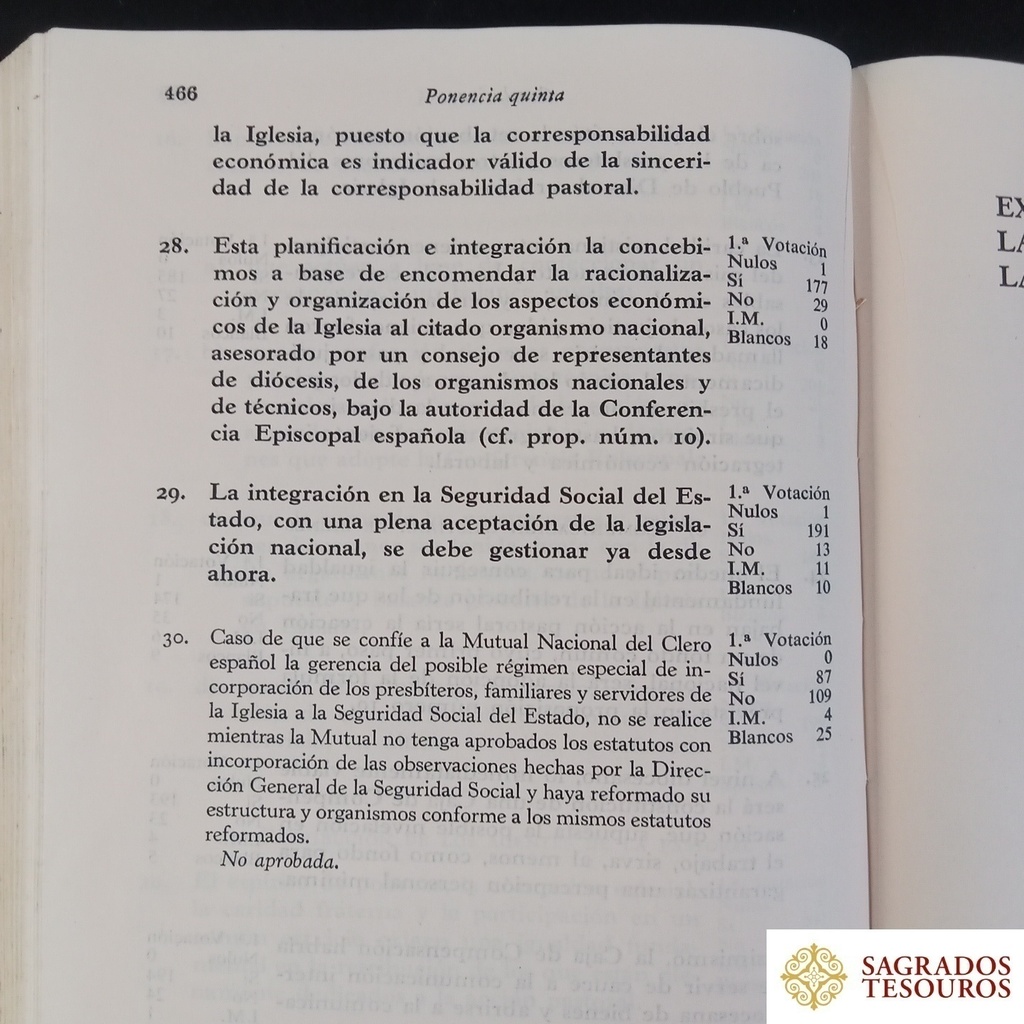 466
Ponencia quinta
la Iglesia, puesto que la corresponsabilidad
económica es indicador válido de la sinceri-
dad de la corresponsabilidad pastoral.
28. Esta planificación e integración la concebi-
mos a base de encomendar la racionaliza-
ción y organización de los aspectos económi-
cos de la Iglesia al citado organismo nacional,
asesorado por un consejo de representantes
de diócesis, de los organismos nacionales y
de técnicos, bajo la autoridad de la Conferen-
cia Episcopal española (cf. prop. núm. 10).
1.ª Votación
Nulos 1
Sí 177
No 29
I.M. 0
Blancos 18
29. La integración en la Seguridad Social del Es-
tado, con una plena aceptación de la legisla-
ción nacional, se debe gestionar ya desde
ahora.
1.ª Votación
Nulos 1
Sí 191
No 13
I.M. 11
Blancos 10
30. Caso de que se confíe a la Mutual Nacional del Clero
español la gerencia del posible régimen especial de in-
corporación de los presbíteros, familiares y servidores de
la Iglesia a la Seguridad Social del Estado, no se realice
mientras la Mutual no tenga aprobados los estatutos con
incorporación de las observaciones hechas por la Direc-
ción General de la Seguridad Social y haya reformado su
estructura y organismos conforme a los mismos estatutos
reformados.
No aprobada.
1.ª Votación
Nulos 0
Sí 87
No 109
I.M. 4
Blancos 25
LA
SAGRADOS
TESOUROS